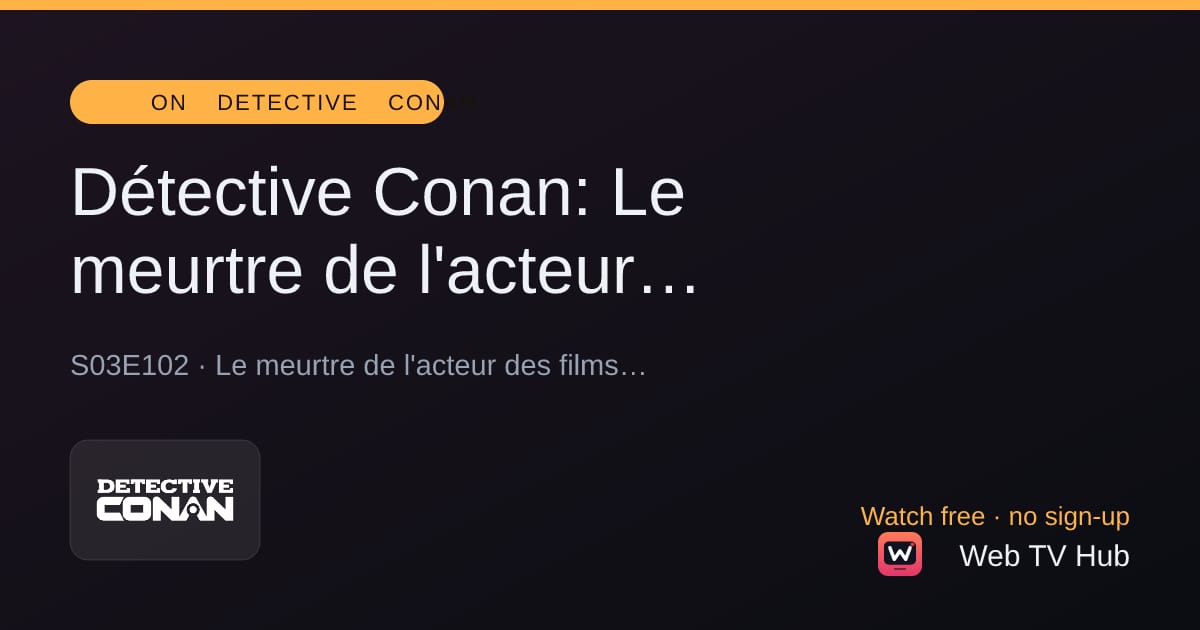 ON DETECTIVE CONAN
Détective Conan: Le
meurtre de l'acteur…
S03E102 · Le meurtre de l'acteur des films…
DETECTIVE
CONAN
Watch free · no sign-up
W Web TV Hub